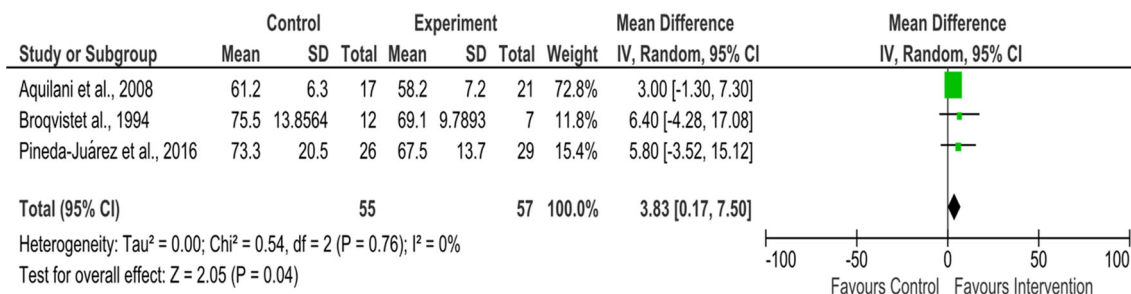 Control Experiment Mean Difference Mean Difference
Study or Subgroup Mean SD Total Mean SD Total Weight IV, Random, 95% CI IV, Random, 95% CI
Aquilani et al., 2008 61.2 6.3 17 58.2 7.2 21 72.8% 3.00 [-1.30, 7.30]
Broqvistet al., 1994 75.5 13.8564 12 69.1 9.7893 7 11.8% 6.40 [-4.28, 17.08]
Pineda-Juárez et al., 2016 73.3 20.5 26 67.5 13.7 29 15.4% 5.80 [-3.52, 15.12]
Total (95% CI) 55 57 100.0% 3.83 [0.17, 7.50]
Heterogeneity: Tau² = 0.00; Chi² = 0.54, df = 2 (P = 0.76); I² = 0%
Test for overall effect: Z = 2.05 (P = 0.04)
-100 -50 0 50 100
Favours Control Favours Intervention